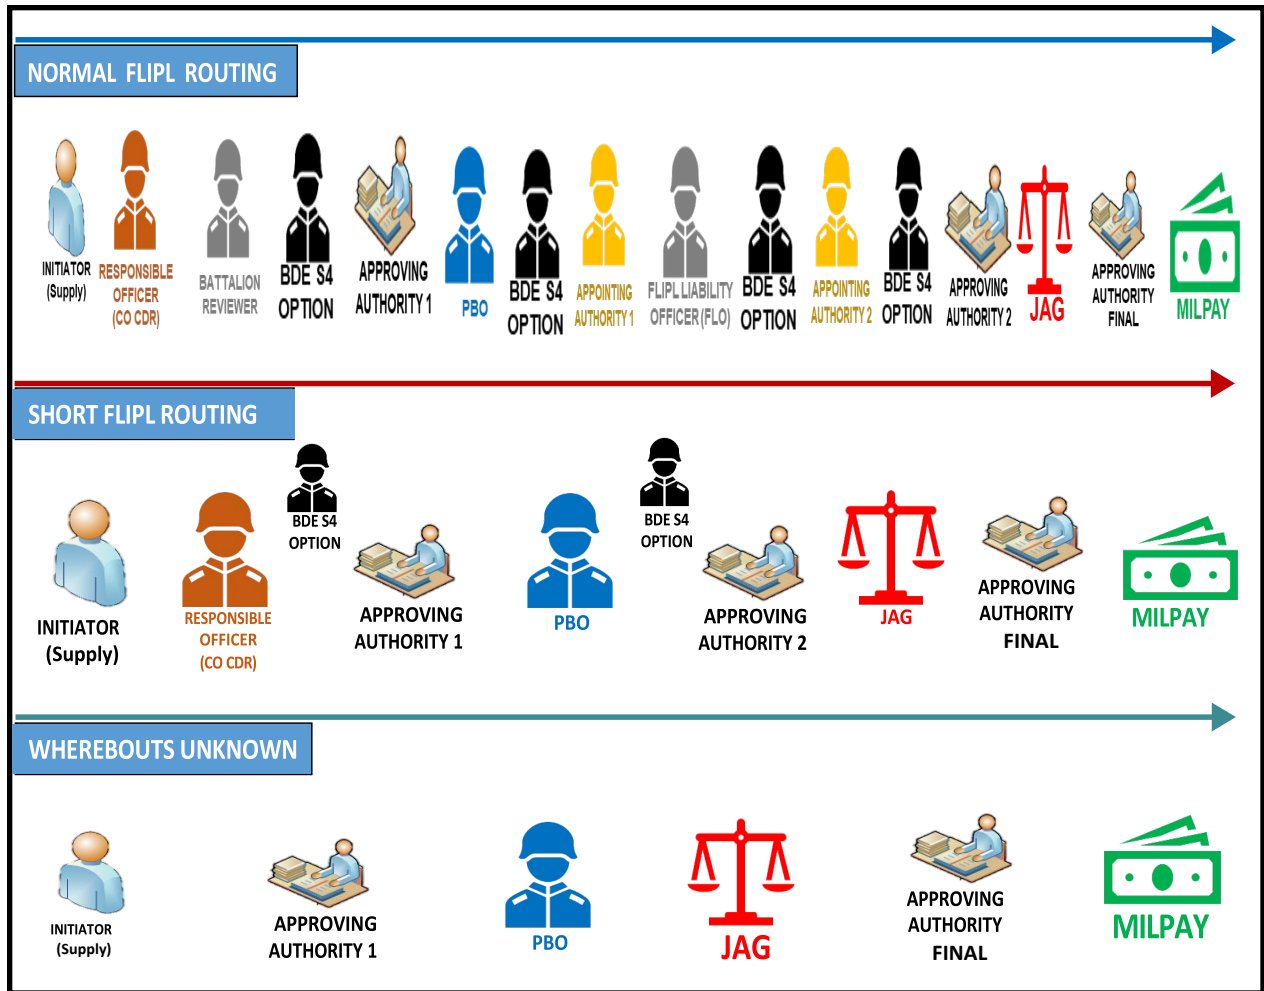 NORMAL FLIPL ROUTING
INITIATOR
(Supply)
RESPONSIBLE
OFFICER
(CO CDR)
BATTALION
REVIEWER
BDE S4
OPTION
APPROVING
AUTHORITY 1
PBO
BDE S4
OPTION
APPOINTING
AUTHORITY 1
FLIPL LIABILITY
OFFICER (FLO)
BDE S4
OPTION
APPOINTING
AUTHORITY 2
BDE S4
OPTION
APPROVING
AUTHORITY 2
JAG
APPROVING
AUTHORITY
FINAL
MILPAY
SHORT FLIPL ROUTING
INITIATOR
(Supply)
RESPONSIBLE
OFFICER
(CO CDR)
BDE S4
OPTION
APPROVING
AUTHORITY 1
PBO
BDE S4
OPTION
APPROVING
AUTHORITY 2
JAG
APPROVING
AUTHORITY
FINAL
MILPAY
WHEREBOUTS UNKNOWN
INITIATOR
(Supply)
APPROVING
AUTHORITY 1
PBO
JAG
APPROVING
AUTHORITY
FINAL
MILPAY